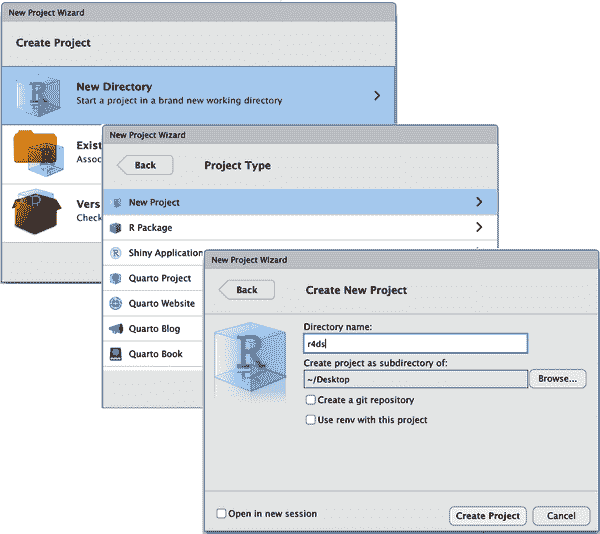 New Project Wizard
Create Project
New Directory
Start a project in a brand new working directory
Exist
Assoc
Vers
Check
New Project Wizard
Back
Project Type
New Project
R Package
Shiny Application
Quarto Project
Quarto Website
Quarto Blog
Quarto Book
New Project Wizard
Back
Create New Project
Directory name:
r4ds
Create project as subdirectory of:
~/Desktop
Browse...
Create a git repository
Use renv with this project
Open in new session
Create Project
Cancel